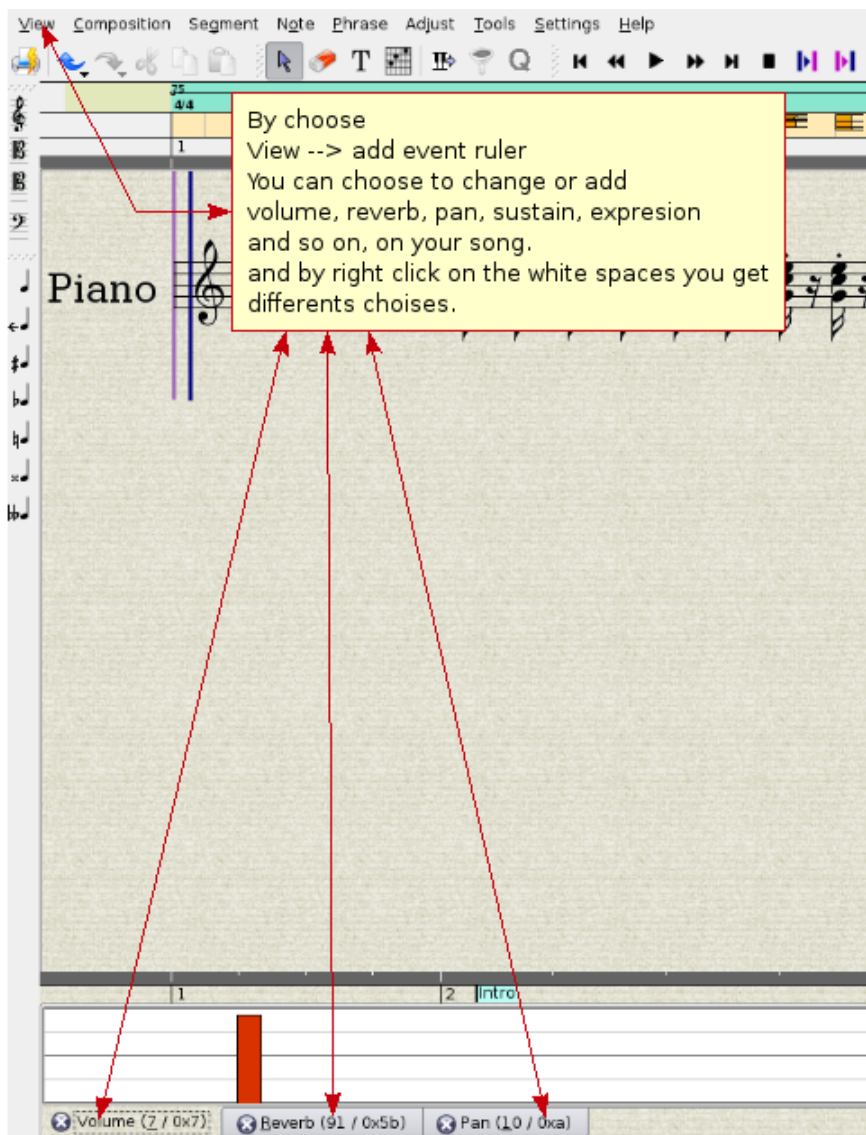 View Composition Segment Note Phrase Adjust Tools Settings Help
T Q
75
4/4
1
By choose
View --> add event ruler
You can choose to change or add
volume, reverb, pan, sustain, expresion
and so on, on your song.
and by right click on the white spaces you get
differents choises.
Piano
1 2 Intro
Volume (7 / 0x7) Reverb (91 / 0x5b) Pan (10 / 0xa)